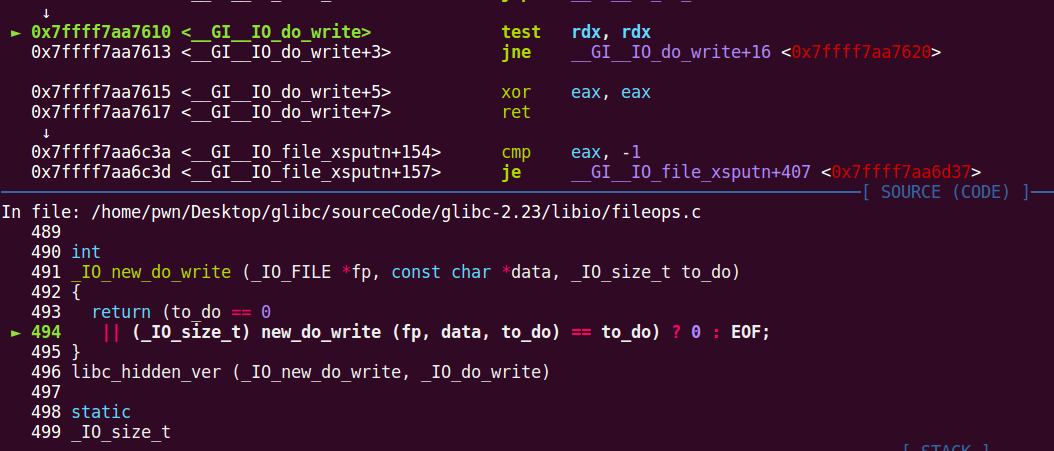 ↓
► 0x7ffff7aa7610 <__GI__IO_do_write> test rdx, rdx
0x7ffff7aa7613 <__GI__IO_do_write+3> jne __GI__IO_do_write+16 <0x7ffff7aa7620>
0x7ffff7aa7615 <__GI__IO_do_write+5> xor eax, eax
0x7ffff7aa7617 <__GI__IO_do_write+7> ret
↓
0x7ffff7aa6c3a <__GI__IO_file_xsputn+154> cmp eax, -1
0x7ffff7aa6c3d <__GI__IO_file_xsputn+157> je __GI__IO_file_xsputn+407 <0x7ffff7aa6d37>
[ SOURCE (CODE) ]
In file: /home/pwn/Desktop/glibc/sourceCode/glibc-2.23/libio/fileops.c
489
490 int
491 _IO_new_do_write (_IO_FILE *fp, const char *data, _IO_size_t to_do)
492 {
493   return (to_do == 0
► 494    || (_IO_size_t) new_do_write (fp, data, to_do) == to_do) ? 0 : EOF;
495 }
496 libc_hidden_ver (_IO_new_do_write, _IO_do_write)
497
498 static
499 _IO_size_t
[ STACK ]